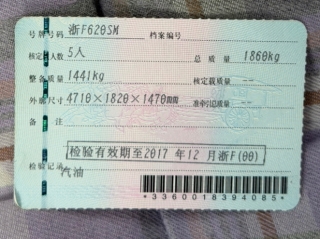 号牌号码 浙F620SM 档案编号
核定载人数 5人 总质量 1860kg
整备质量 1441kg 核定载质量 --
外廓尺寸 4710×1820×1470mm 准牵引总质量 --
备注
检验有效期至2017 年12 月浙F(00)
检验记录
汽油
*3360018394085*